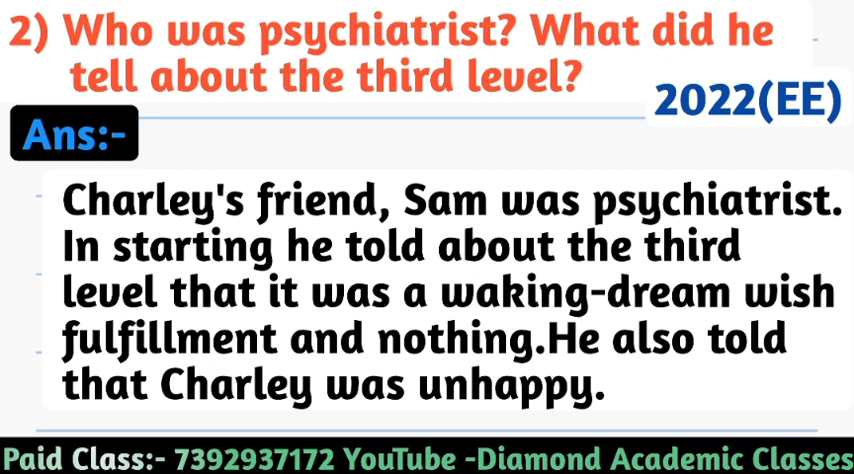 2) Who was psychiatrist? What did he
tell about the third level?
2022(EE)
Ans:-
Charley's friend, Sam was psychiatrist.
In starting he told about the third
level that it was a waking-dream wish
fulfillment and nothing.He also told
that Charley was unhappy.
Paid Class:- 7392937172 YouTube -Diamond Academic Classes